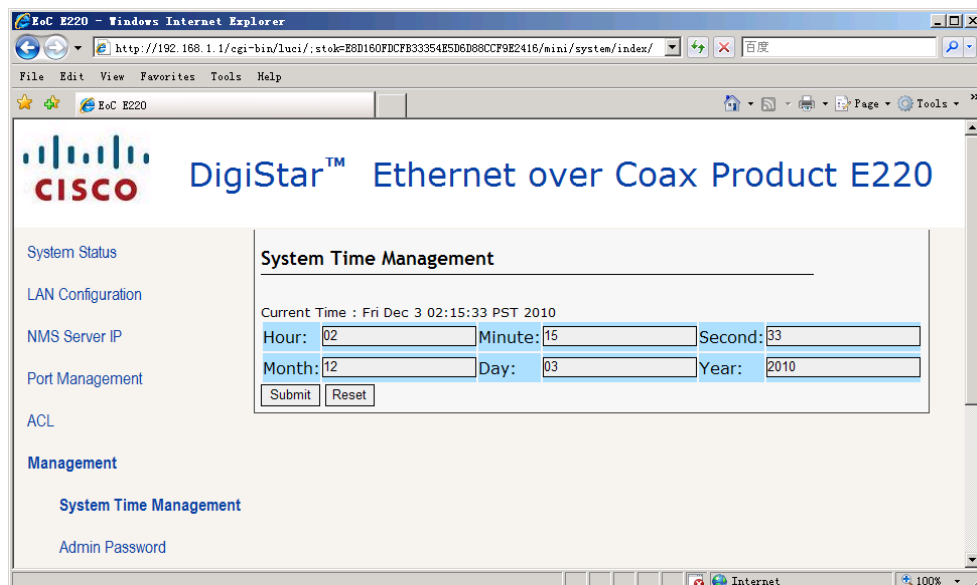 EoC E220 - Windows Internet Explorer
http://192.168.1.1/cgi-bin/luci/;stok=E8D160FDCFB33354E5D6D88CCF9E2416/mini/system/index/
百度
File Edit View Favorites Tools Help
EoC E220
Page Tools »
CISCO
DigiStar™ Ethernet over Coax Product E220
System Status
LAN Configuration
NMS Server IP
Port Management
ACL
Management
System Time Management
Admin Password
System Time Management
Current Time : Fri Dec 3 02:15:33 PST 2010
Hour: 02 Minute: 15 Second: 33
Month: 12 Day: 03 Year: 2010
Submit Reset
Internet 100%